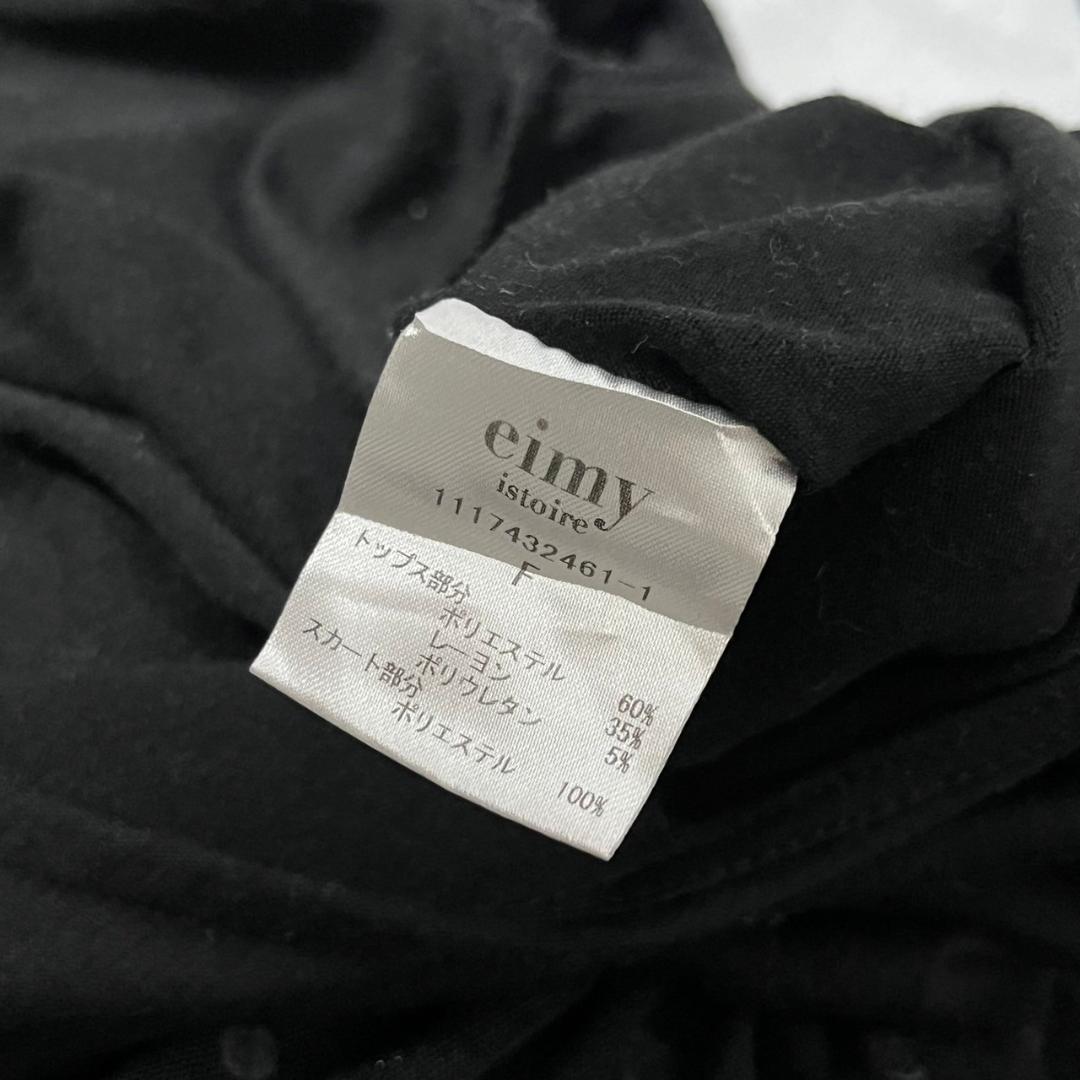 eimy
istoire
1117432461-1
F
トップス部分
ポリエステル 60%
レーヨン 35%
ポリウレタン 5%
スカート部分
ポリエステル 100%